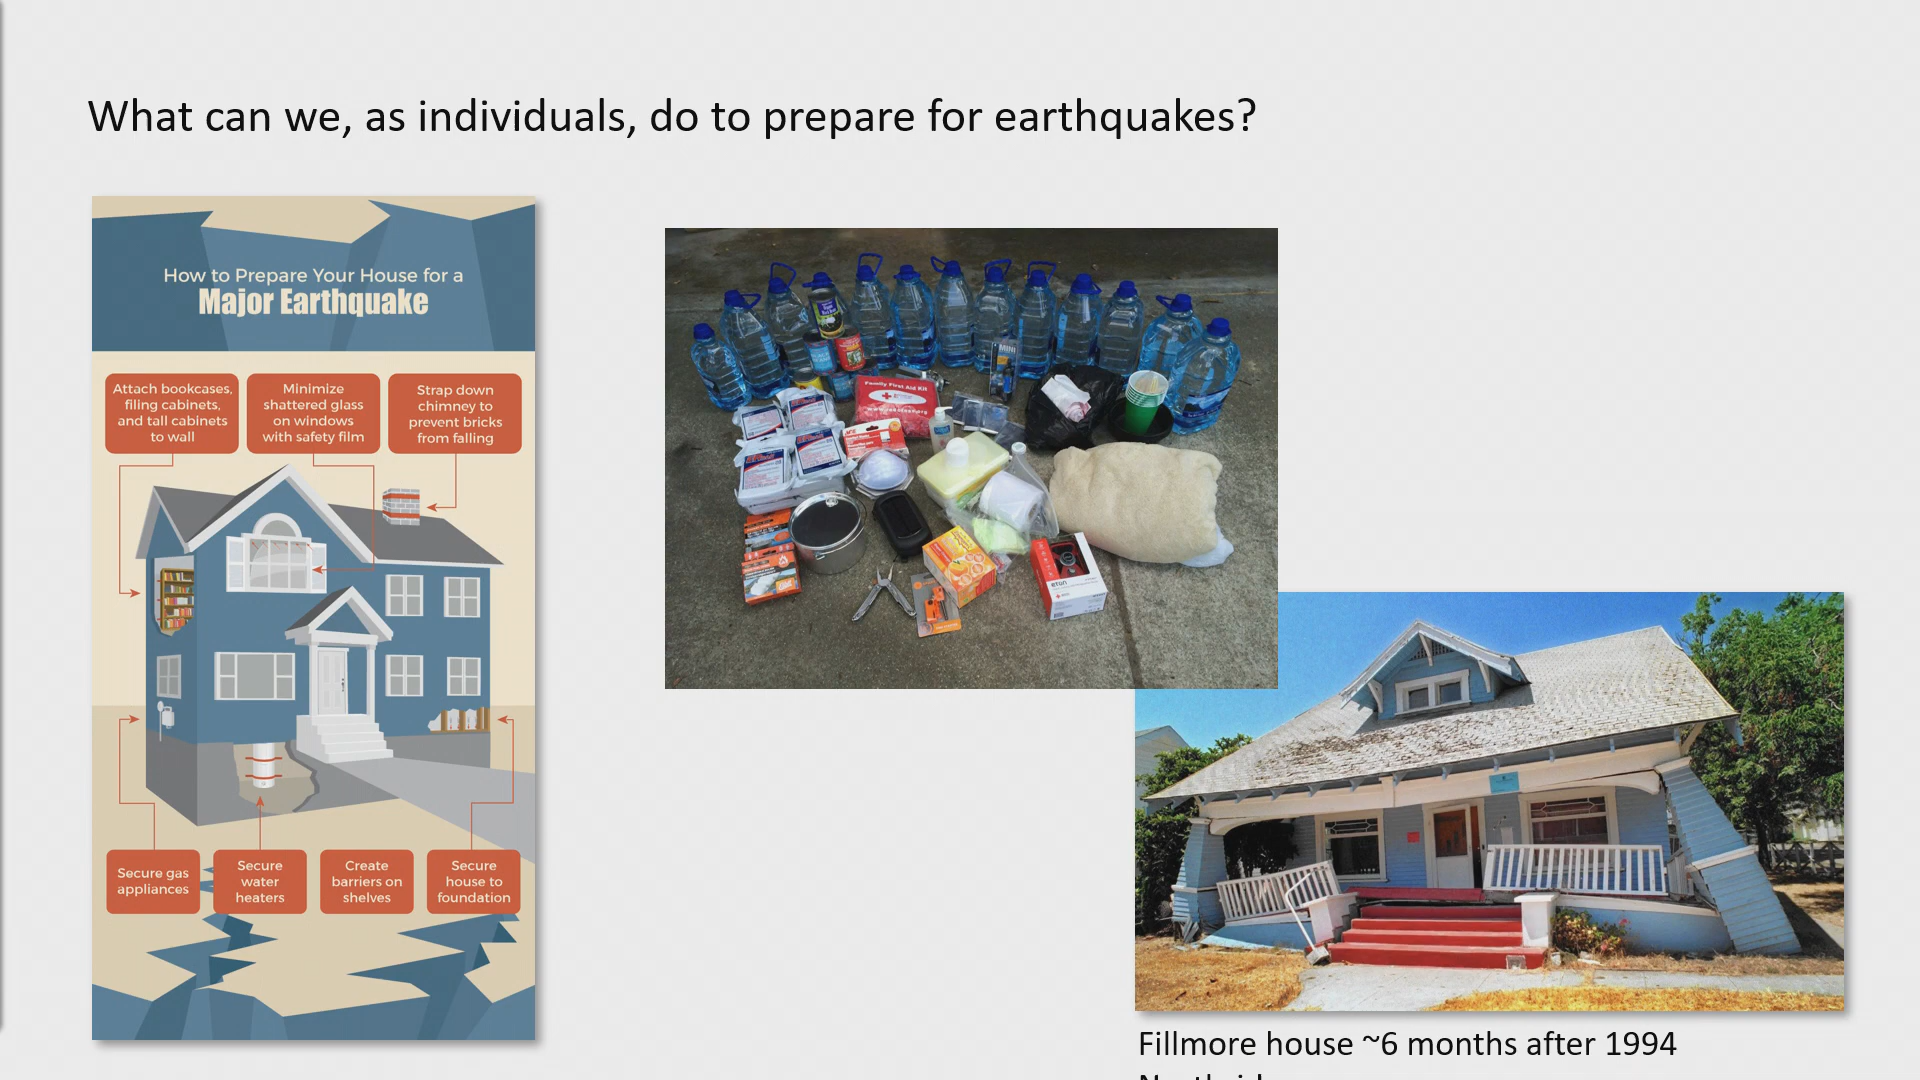 What can we, as individuals, do to prepare for earthquakes?
How to Prepare Your House for a
Major Earthquake
Attach bookcases,
filing cabinets,
and tall cabinets
to wall
Minimize
shattered glass
on windows
with safety film
Strap down
chimney to
prevent bricks
from falling
Secure gas
appliances
Secure
water
heaters
Create
barriers on
shelves
Secure
house to
foundation
Family First Aid Kit
MINI
ETON
Fillmore house ~6 months after 1994